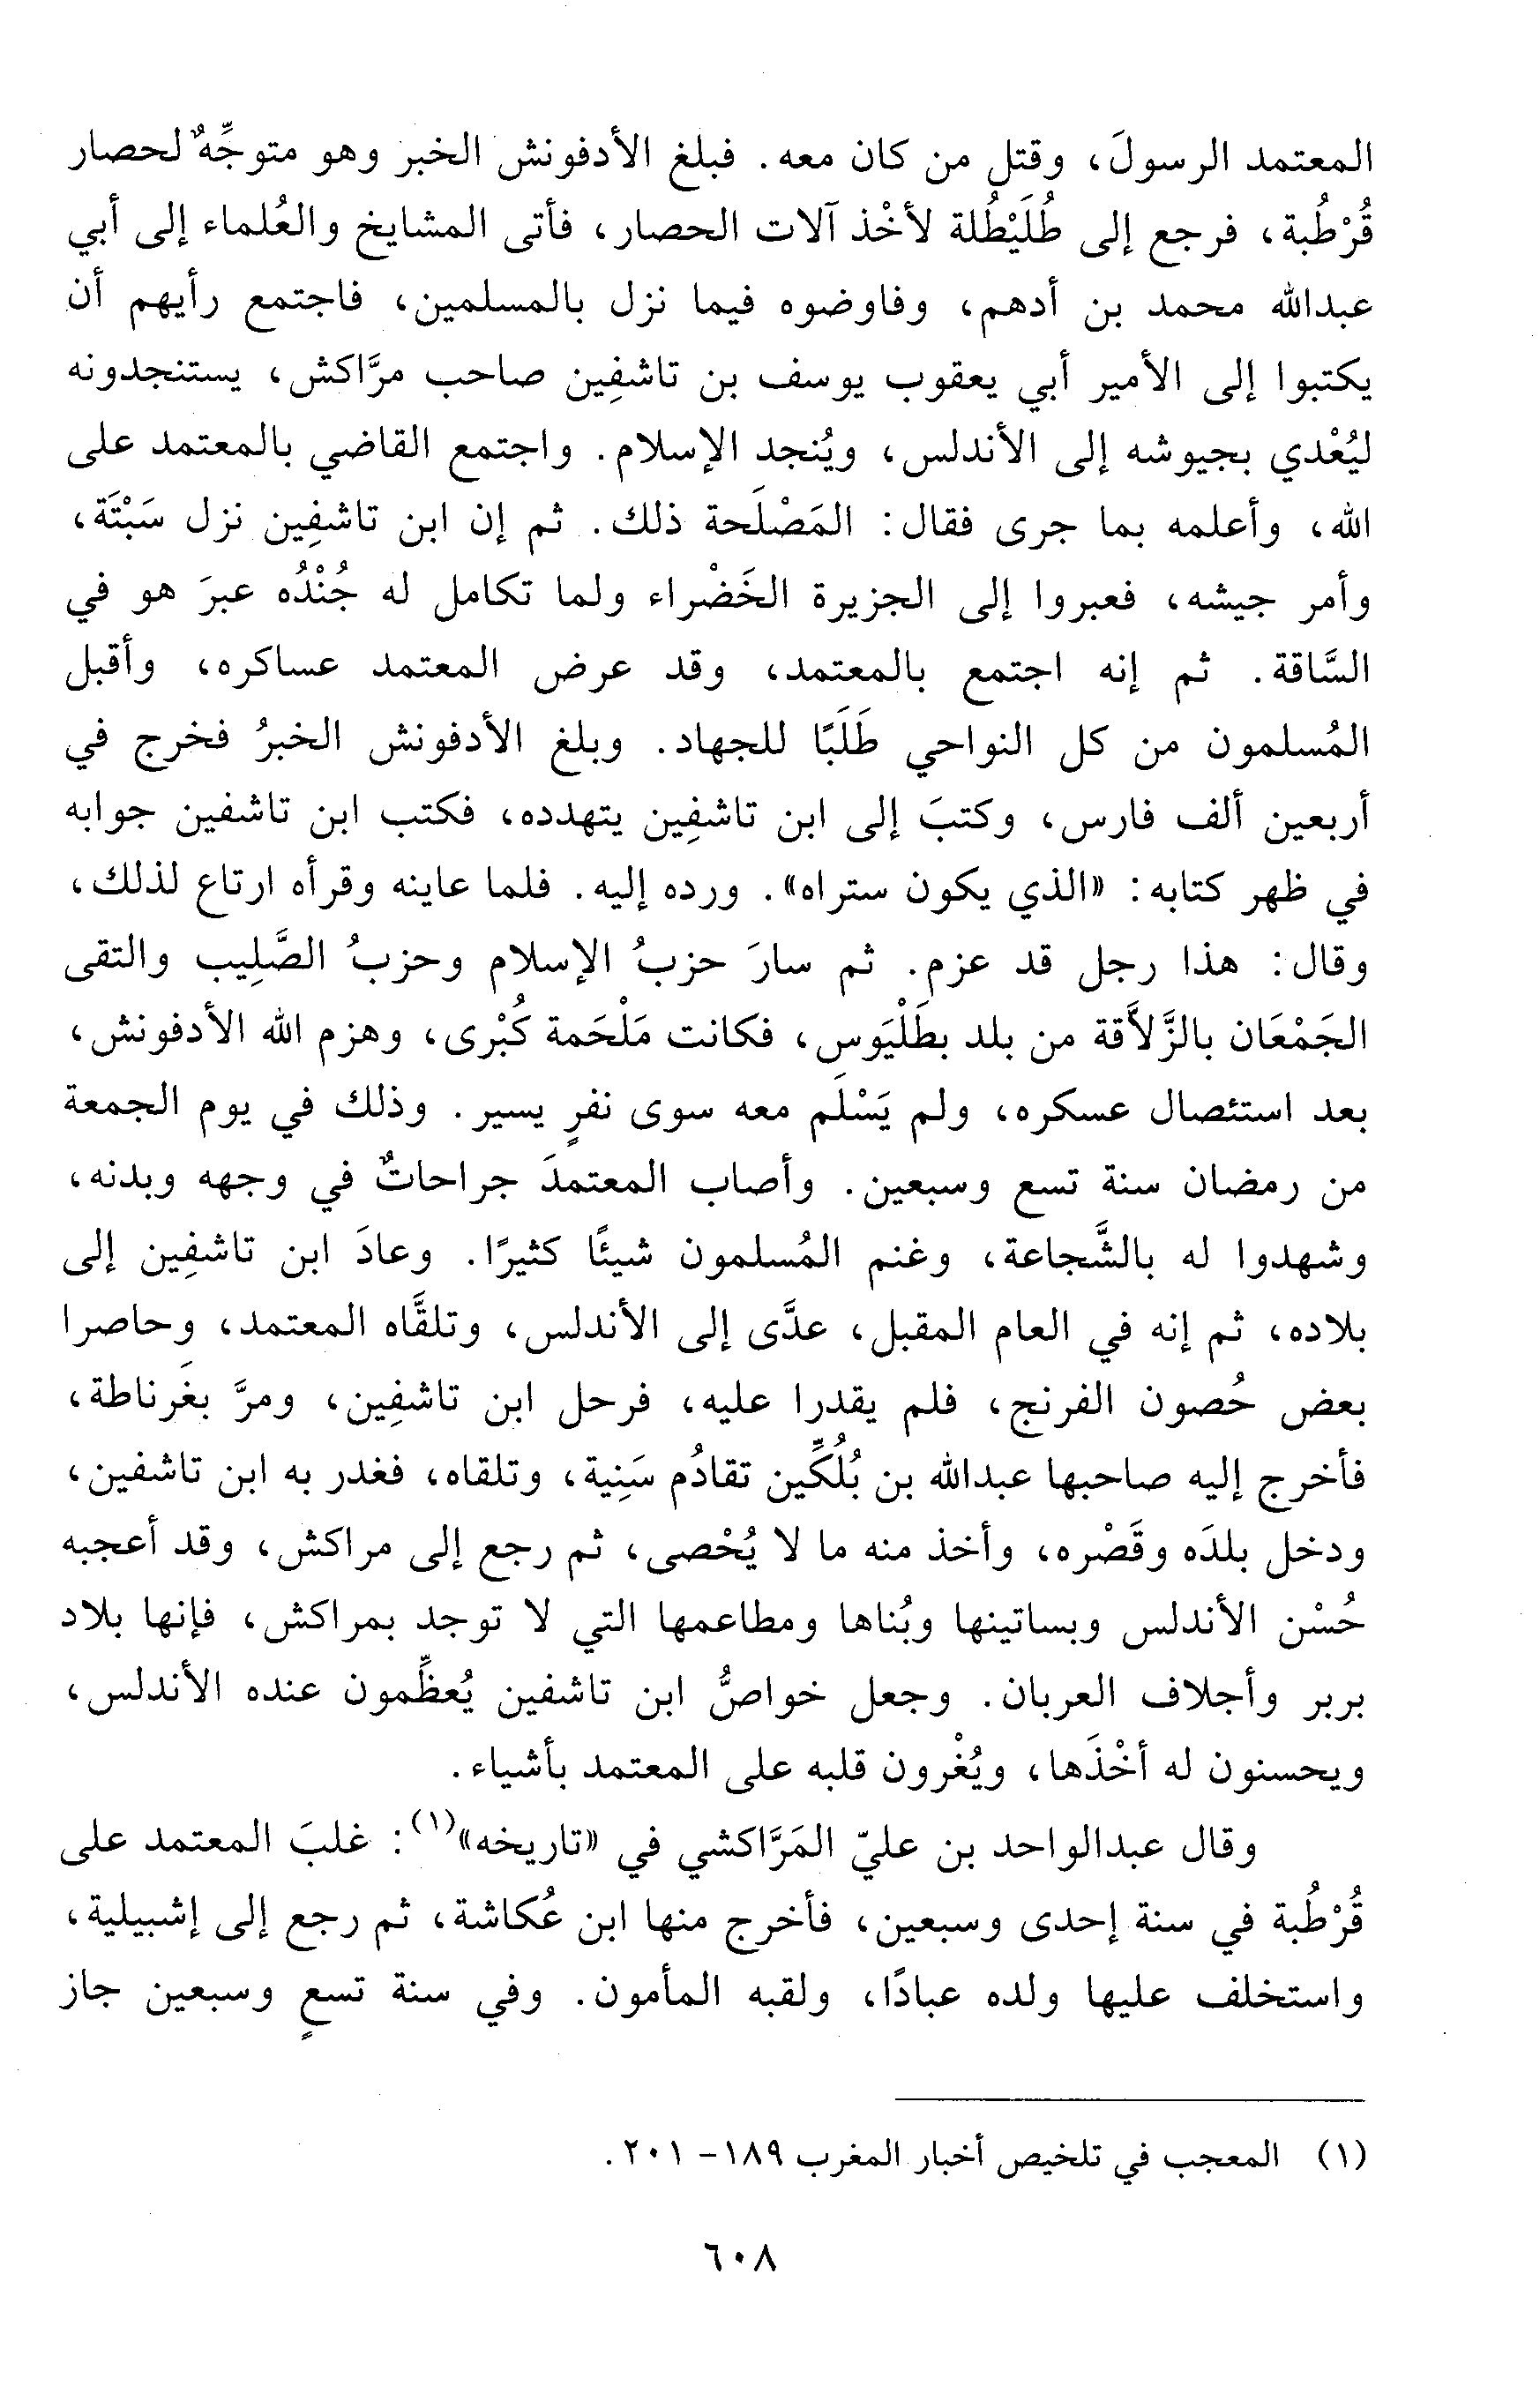 المعتمد الرسولَ، وقتل من كان معه. فبلغ الأدفونش الخبر وهو متوجِّهٌ لحصار
قُرْطُبة، فرجع إلى طُلَيْطُلة لأخْذ آلات الحصار، فأتى المشايخ والعُلماء إلى أبي
عبدالله محمد بن أدهم، وفاوضوه فيما نزل بالمسلمين، فاجتمع رأيهم أن
يكتبوا إلى الأمير أبي يعقوب يوسف بن تاشفِين صاحب مرَّاكش، يستنجدونه
ليُعْدي بجيوشه إلى الأندلس، ويُنجد الإسلام. واجتمع القاضي بالمعتمد على
الله، وأعلمه بما جرى فقال: المَصْلَحة ذلك. ثم إن ابن تاشفِين نزل سَبْتَة،
وأمر جيشه، فعبروا إلى الجزيرة الخَضْراء ولما تكامل له جُنْدُه عبرَ هو في
السَّاقة. ثم إنه اجتمع بالمعتمد، وقد عرض المعتمد عساكره، وأقبل
المُسلمون من كل النواحي طَلَبًا للجهاد. وبلغ الأدفونش الخبرُ فخرج في
أربعين ألف فارس، وكتبَ إلى ابن تاشفِين يتهدده، فكتب ابن تاشفين جوابه
في ظهر كتابه: «الذي يكون ستراه». ورده إليه. فلما عاينه وقرأه ارتاع لذلك،
وقال: هذا رجل قد عزم. ثم سارَ حزبُ الإسلام وحزبُ الصَّلِيب والتقى
الجَمْعَان بالزَّلاَّقة من بلد بطَلْيَوس، فكانت مَلْحَمة كُبْرى، وهزم الله الأدفونش،
بعد استئصال عسكره، ولم يَسْلَم معه سوى نفرٍ يسير. وذلك في يوم الجمعة
من رمضان سنة تسع وسبعين. وأصاب المعتمدَ جراحاتٌ في وجهه وبدنه،
وشهدوا له بالشَّجاعة، وغنم المُسلمون شيئًا كثيرًا. وعادَ ابن تاشفِين إلى
بلاده، ثم إنه في العام المقبل، عدَّى إلى الأندلس، وتلقَّاه المعتمد، وحاصرا
بعض حُصون الفرنج، فلم يقدرا عليه، فرحل ابن تاشفِين، ومرَّ بغَرناطة،
فأخرج إليه صاحبها عبدالله بن بُلُكِّين تقادُم سَنِية، وتلقاه، فغدر به ابن تاشفين،
ودخل بلدَه وقَصْره، وأخذ منه ما لا يُحْصى، ثم رجع إلى مراكش، وقد أعجبه
حُسْن الأندلس وبساتينها وبُناها ومطاعمها التي لا توجد بمراكش، فإنها بلاد
بربر وأجلاف العربان. وجعل خواصُّ ابن تاشفين يُعظِّمون عنده الأندلس،
ويحسنون له أخْذَها، ويُغْرون قلبه على المعتمد بأشياء.
وقال عبدالواحد بن عليّ المَرَّاكشي في «تاريخه»(١): غلبَ المعتمد على
قُرْطُبة في سنة إحدى وسبعين، فأخرج منها ابن عُكاشة، ثم رجع إلى إشبيلية،
واستخلف عليها ولده عبادًا، ولقبه المأمون. وفي سنة تسعٍ وسبعين جاز
(١) المعجب في تلخيص أخبار المغرب ١٨٩- ٢٠١.
٦٠٨